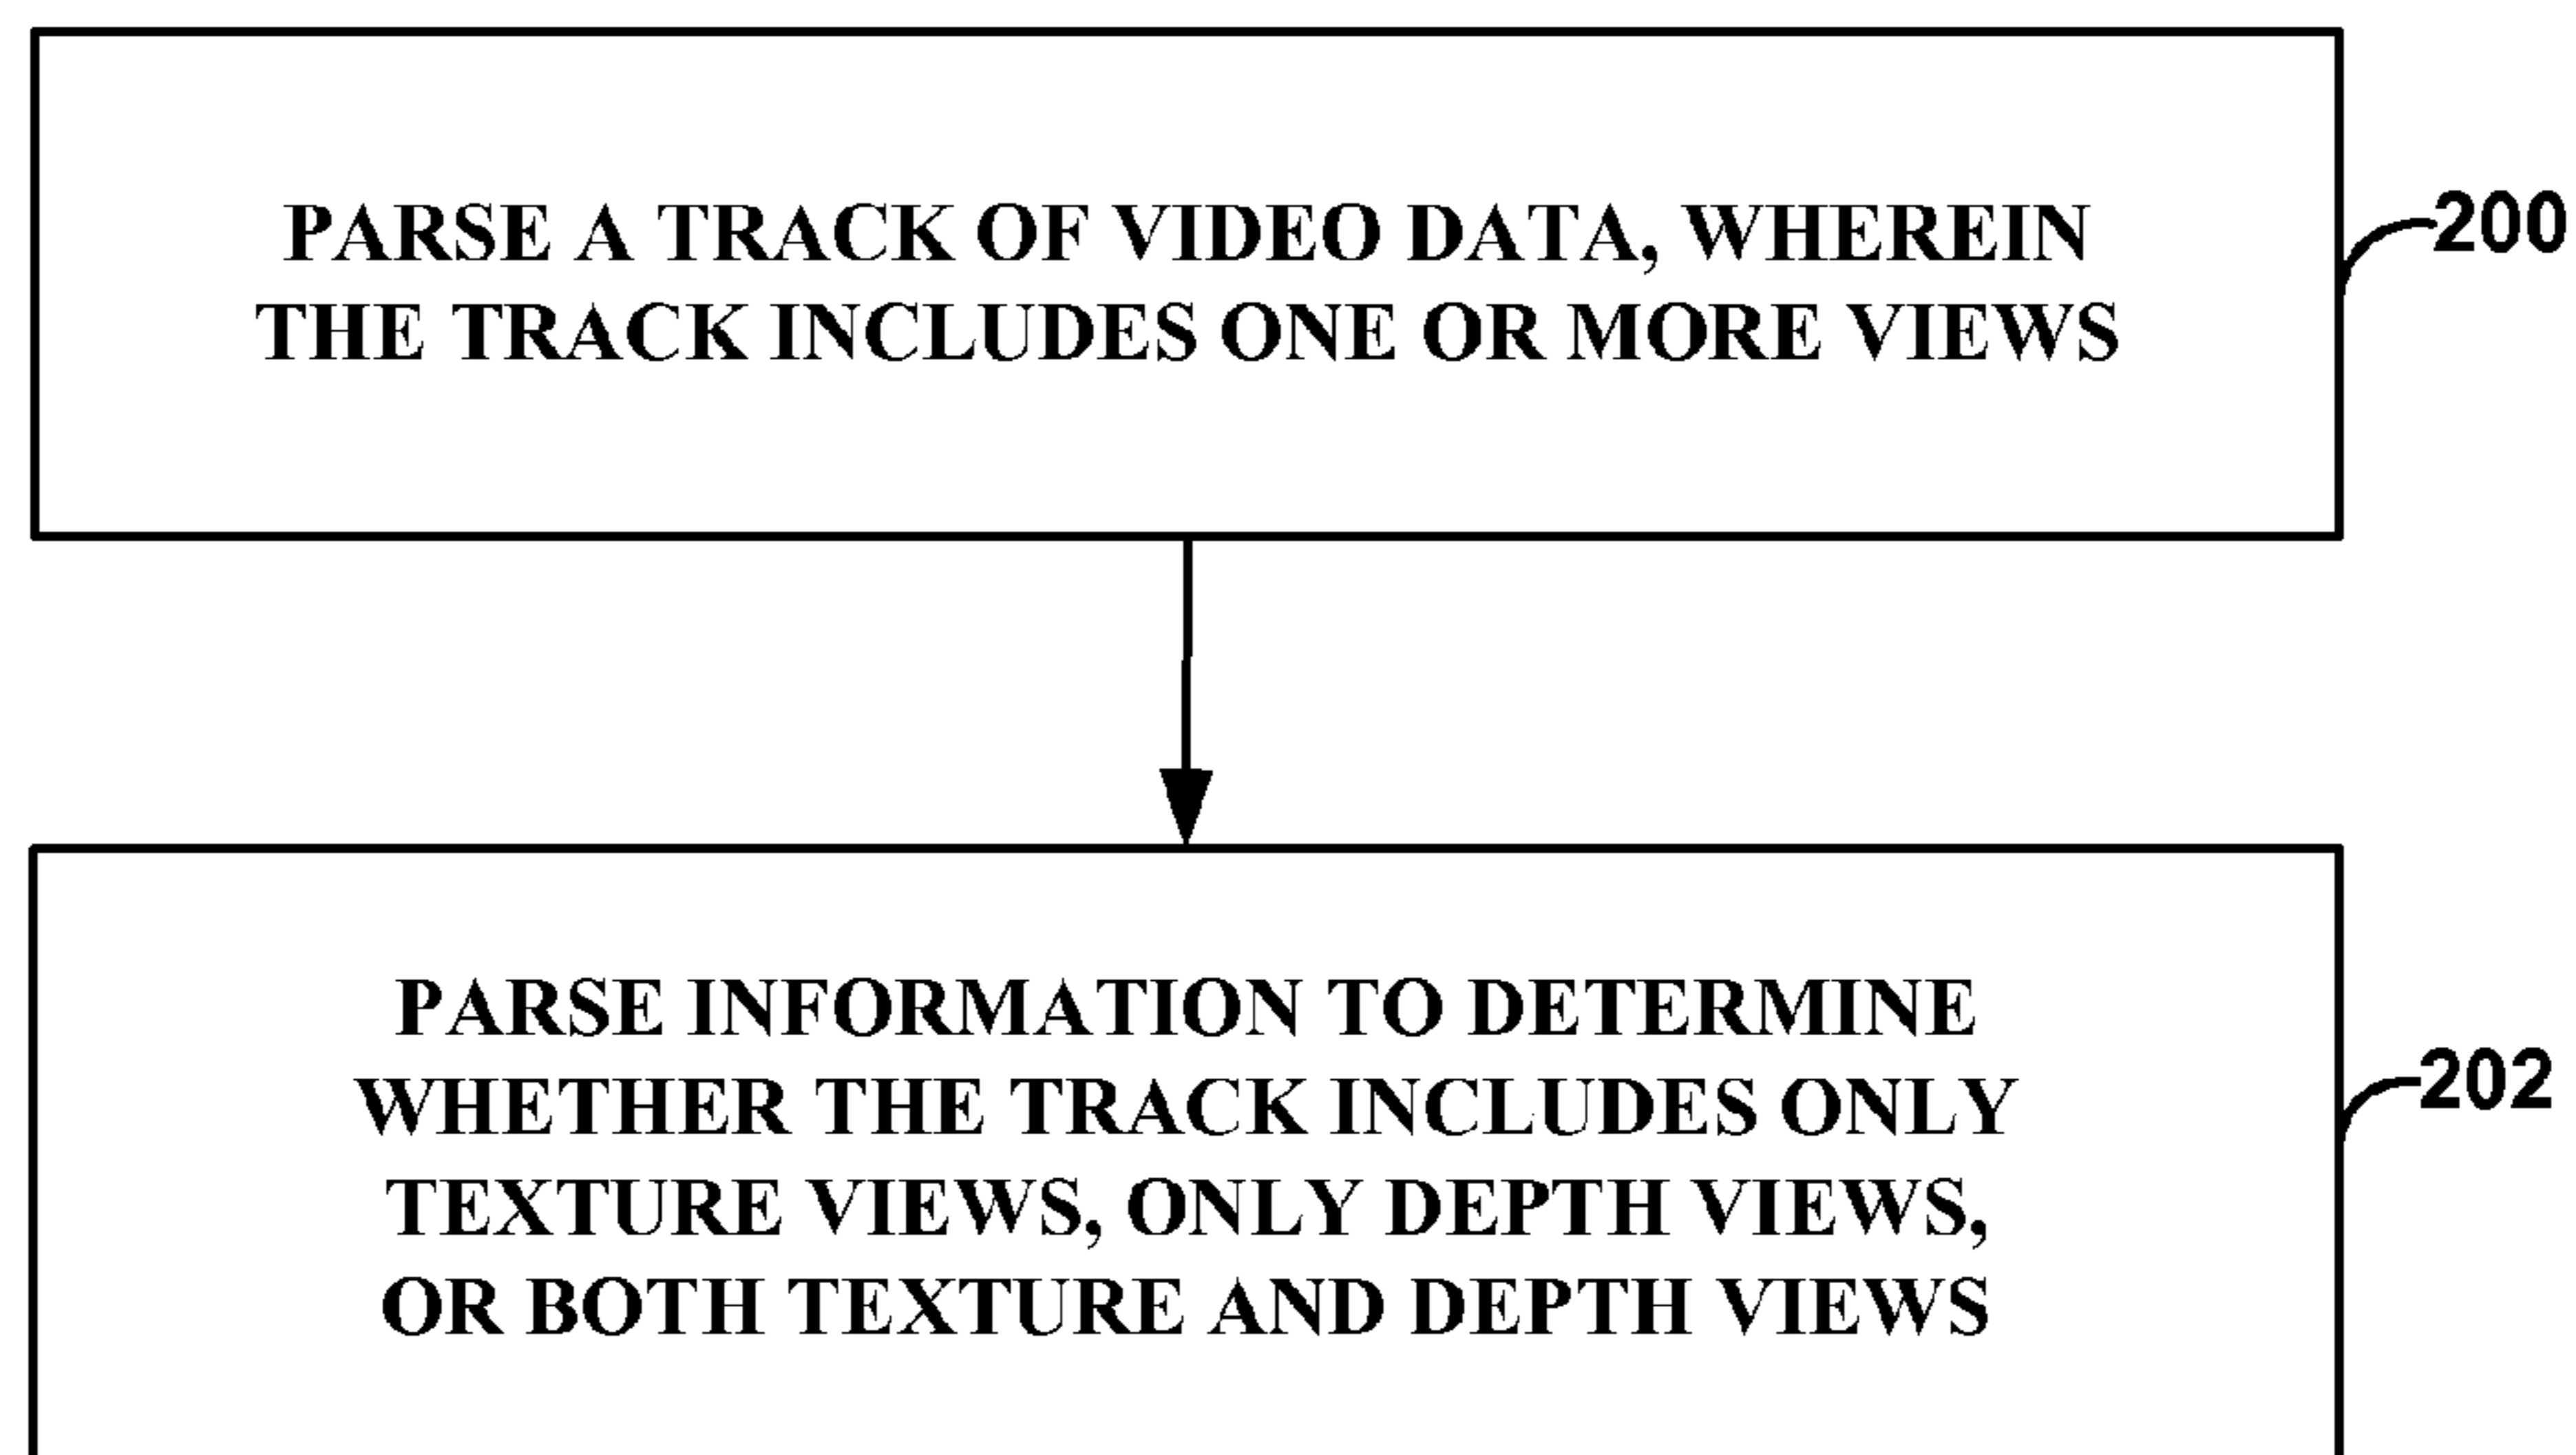 PARSE A TRACK OF VIDEO DATA, WHEREIN
THE TRACK INCLUDES ONE OR MORE VIEWS
200
PARSE INFORMATION TO DETERMINE
WHETHER THE TRACK INCLUDES ONLY
TEXTURE VIEWS, ONLY DEPTH VIEWS,
OR BOTH TEXTURE AND DEPTH VIEWS
202